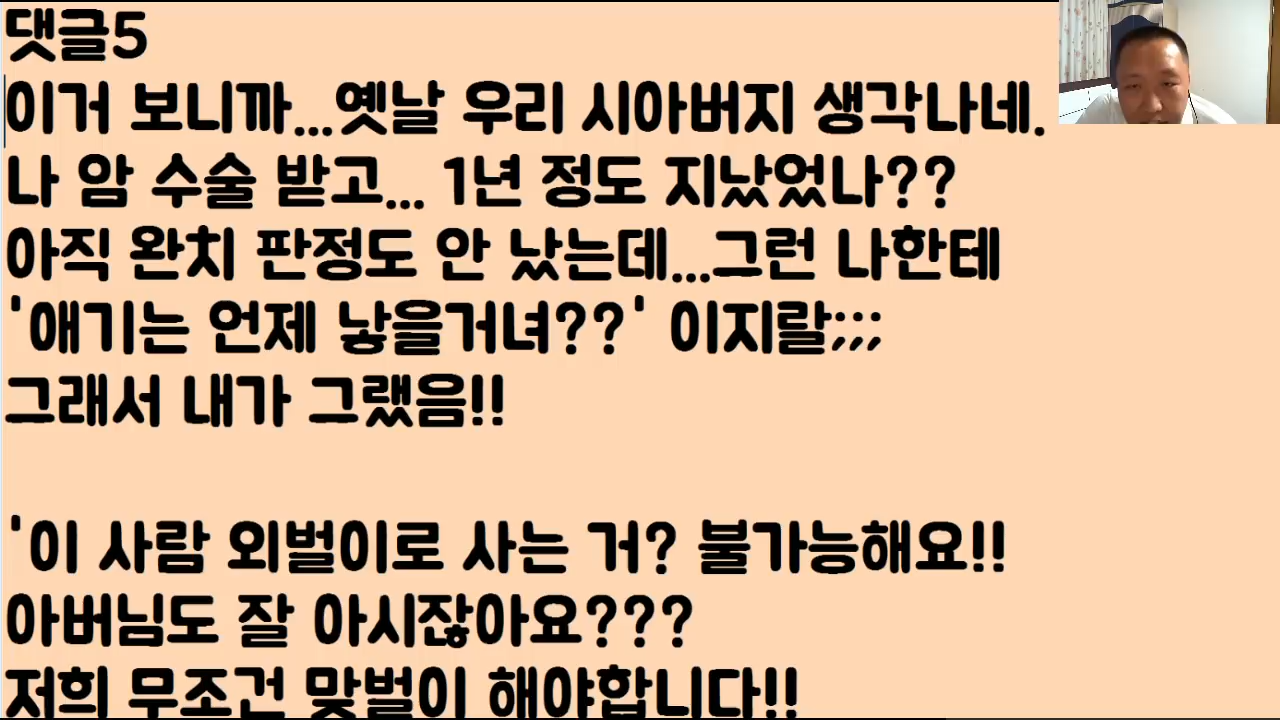 댓글5
이거 보니까...옛날 우리 시아버지 생각나네.
나 암 수술 받고... 1년 정도 지났었나??
아직 완치 판정도 안 났는데...그런 나한테
'애기는 언제 낳을거녀??' 이지랄;;;
그래서 내가 그랬음!!
'이 사람 외벌이로 사는 거? 불가능해요!!
아버님도 잘 아시잖아요???
저희 무조건 맞벌이 해야합니다!!